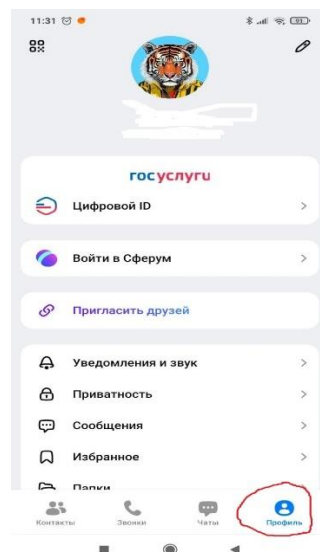 11:31
91
госуслуги
Цифровой ID
Войти в Сферум
Пригласить друзей
Уведомления и звук
Приватность
Сообщения
Избранное
Папки
Контакты Звонки Чаты Профиль